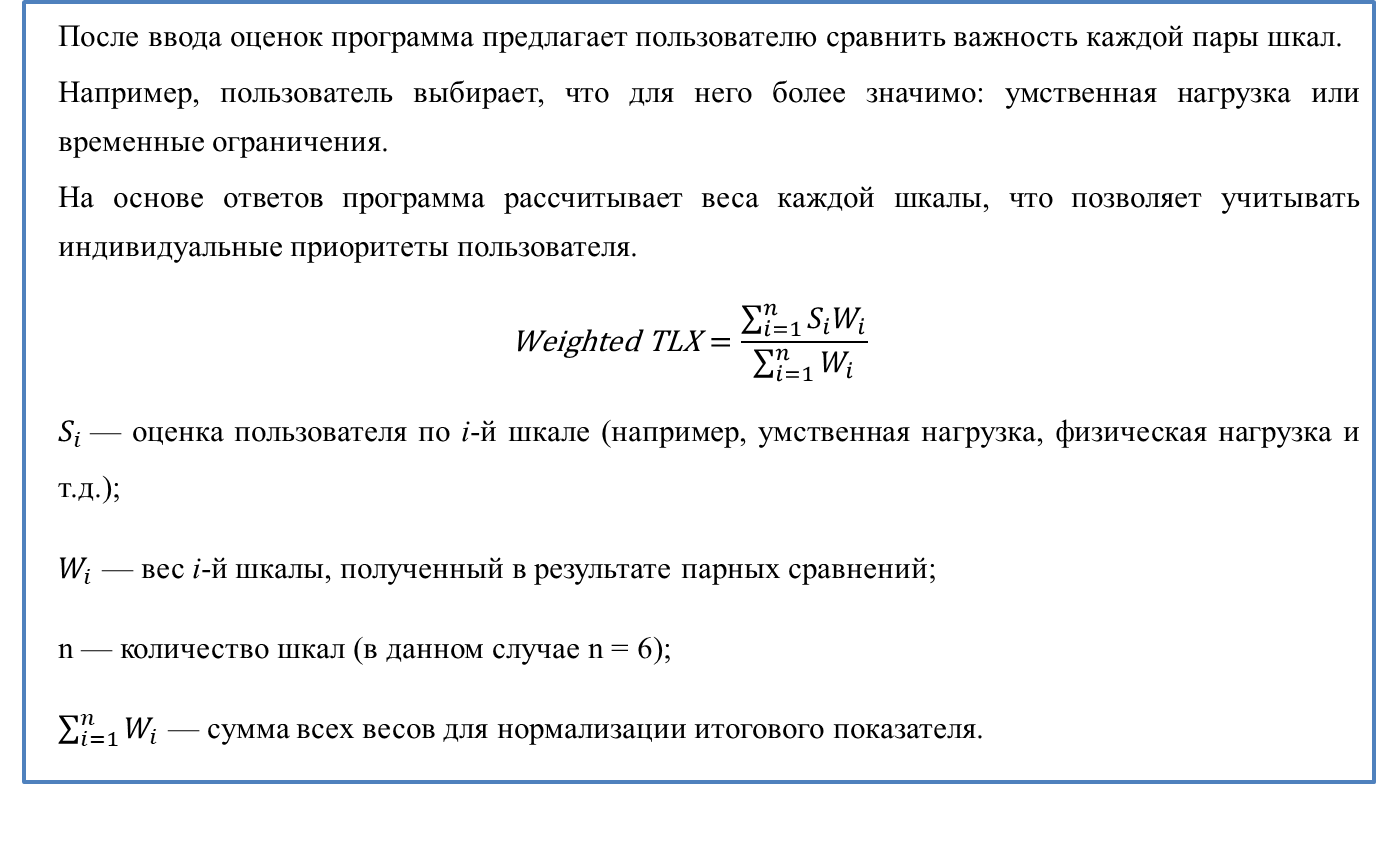 После ввода оценок программа предлагает пользователю сравнить важность каждой пары шкал.
Например, пользователь выбирает, что для него более значимо: умственная нагрузка или
временные ограничения.
На основе ответов программа рассчитывает веса каждой шкалы, что позволяет учитывать
индивидуальные приоритеты пользователя.
Weighted TLX = \frac{\sum_{i=1}^{n} S_i W_i}{\sum_{i=1}^{n} W_i}
S_i — оценка пользователя по i-й шкале (например, умственная нагрузка, физическая нагрузка и
т.д.);
W_i — вес i-й шкалы, полученный в результате парных сравнений;
n — количество шкал (в данном случае n = 6);
\sum_{i=1}^{n} W_i — сумма всех весов для нормализации итогового показателя.